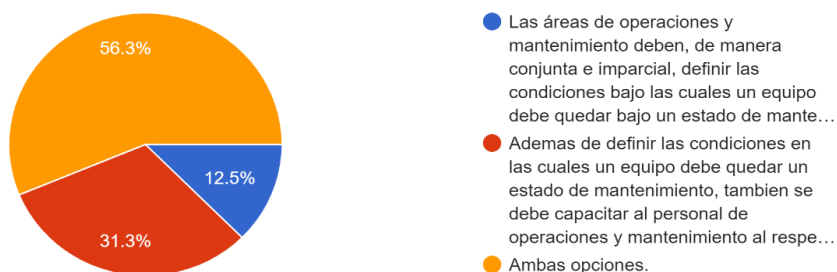 56.3%
12.5%
31.3%
Las áreas de operaciones y
mantenimiento deben, de manera
conjunta e imparcial, definir las
condiciones bajo las cuales un equipo
debe quedar bajo un estado de mante…
Ademas de definir las condiciones en
las cuales un equipo debe quedar un
estado de mantenimiento, tambien se
debe capacitar al personal de
operaciones y mantenimiento al respe…
Ambas opciones.